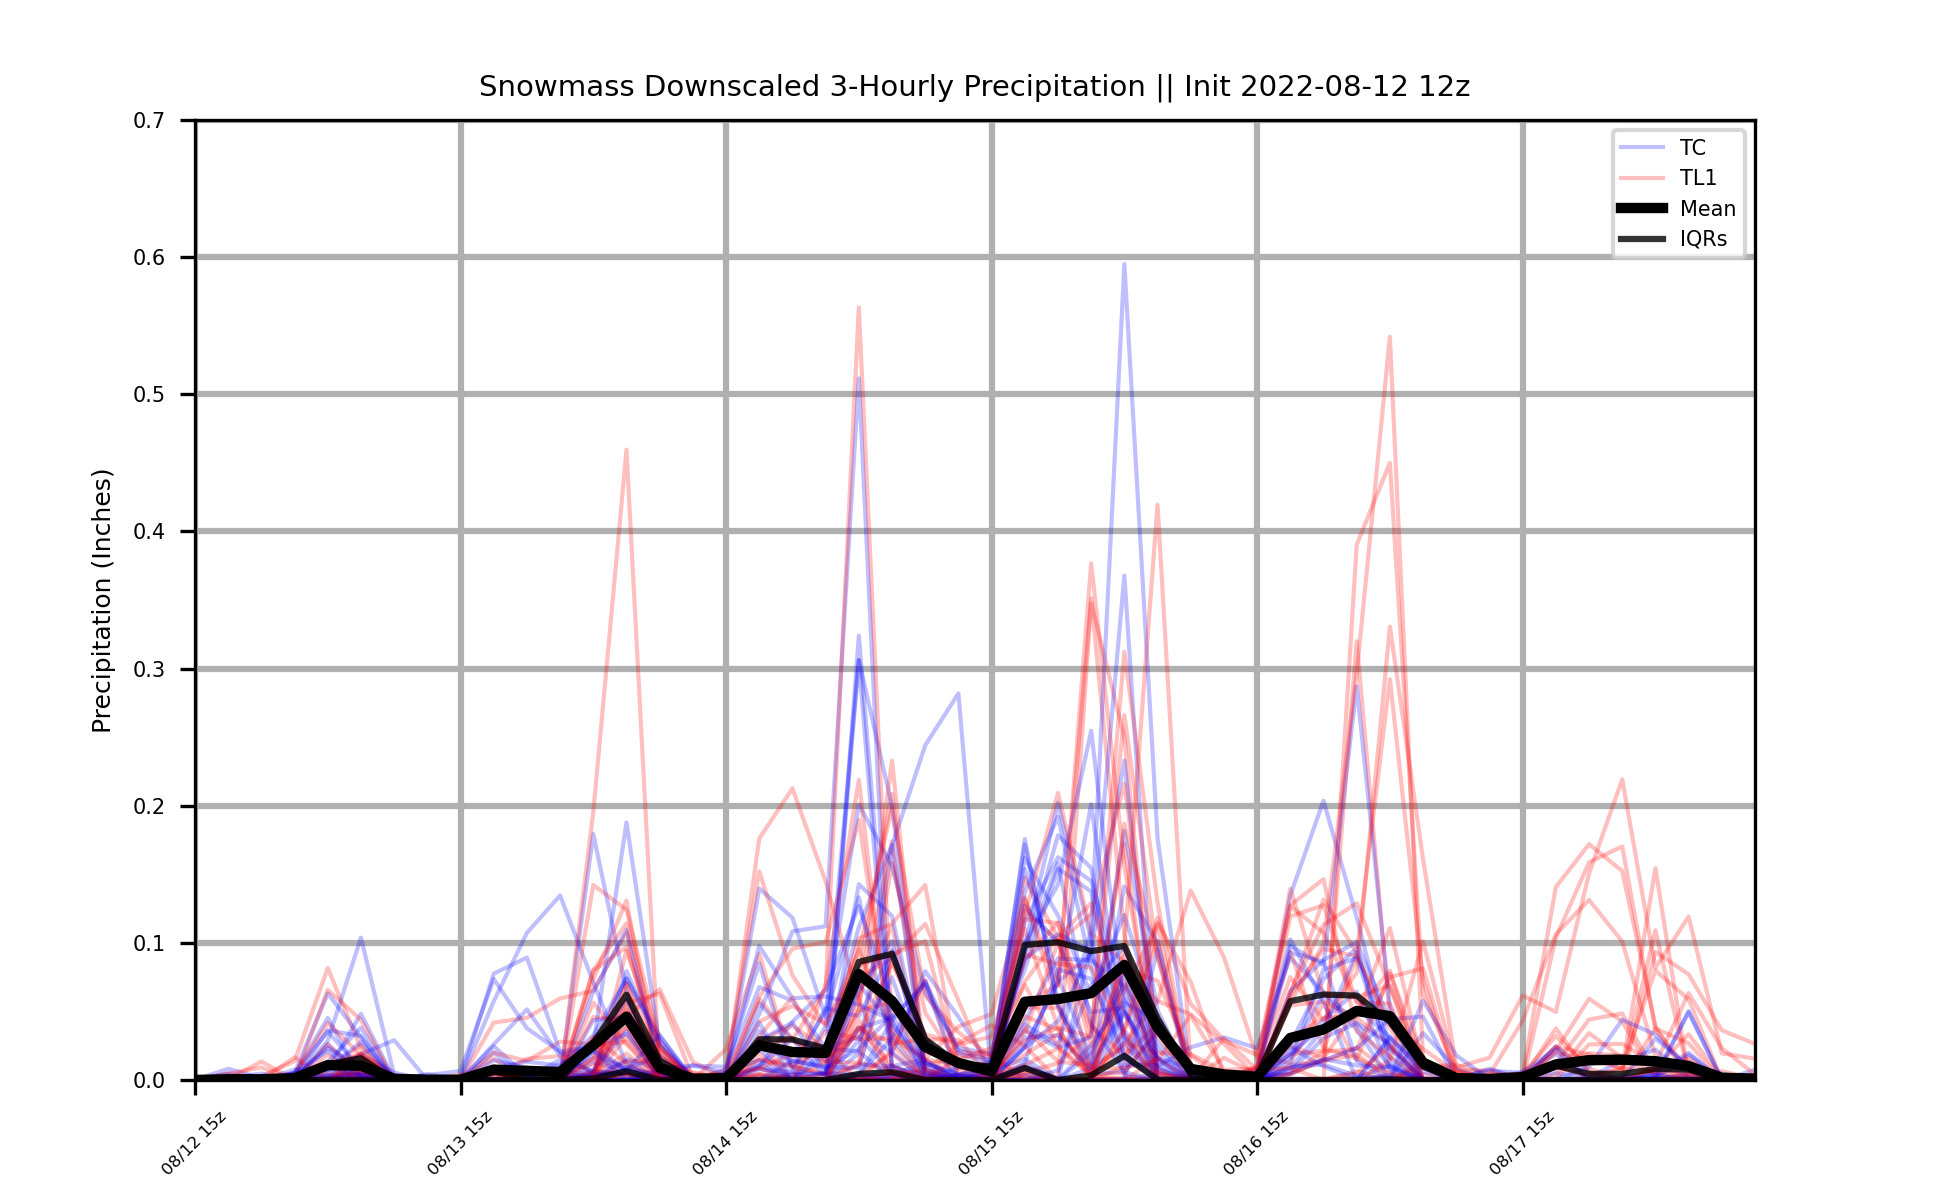 Snowmass Downscaled 3-Hourly Precipitation || Init 2022-08-12 12z
0.7
0.6
0.5
0.4
0.3
0.2
0.1
0.0
Precipitation (Inches)
TC
TL1
Mean
IQRs
08/12 15z
08/13 15z
08/14 15z
08/15 15z
08/16 15z
08/17 15z